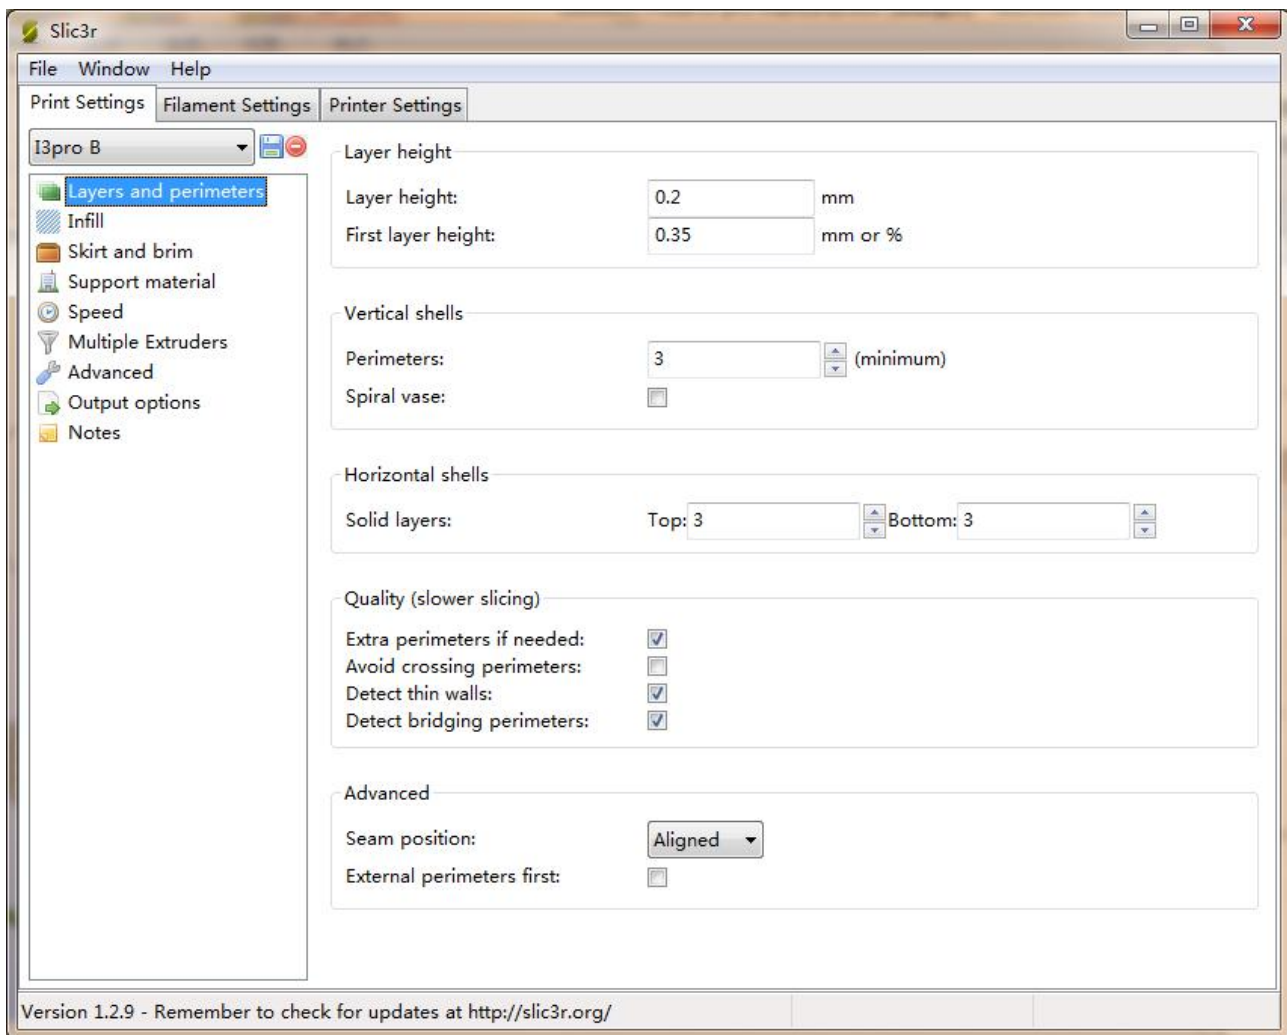 Slic3r
File Window Help
Print Settings Filament Settings Printer Settings
I3pro B
Layers and perimeters
Infill
Skirt and brim
Support material
Speed
Multiple Extruders
Advanced
Output options
Notes
Layer height
Layer height: 0.2 mm
First layer height: 0.35 mm or %
Vertical shells
Perimeters: 3 (minimum)
Spiral vase:
Horizontal shells
Solid layers: Top: 3 Bottom: 3
Quality (slower slicing)
Extra perimeters if needed:
Avoid crossing perimeters:
Detect thin walls:
Detect bridging perimeters:
Advanced
Seam position: Aligned
External perimeters first:
Version 1.2.9 - Remember to check for updates at http://slic3r.org/